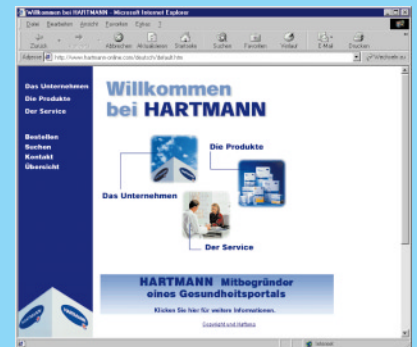 Willkommen bei HARTMANN - Microsoft Internet Explorer
Datei Bearbeiten Ansicht Favoriten Extras ?
Zurück Abbrechen Aktualisieren Startseite Suchen Favoriten Verlauf E-Mail Drucken
Adresse http://www.hartmann-online.com/deutsch/default.htm Wechseln zu
Das Unternehmen
Die Produkte
Der Service
Bestellen
Suchen
Kontakt
Übersicht
Willkommen
bei HARTMANN
Die Produkte
Das Unternehmen
Der Service
HARTMANN Mitbegründer
eines Gesundheitsportals
Klicken Sie hier für weitere Informationen.
Copyright und Haftung
HARTMANN
HARTMANN
Internet